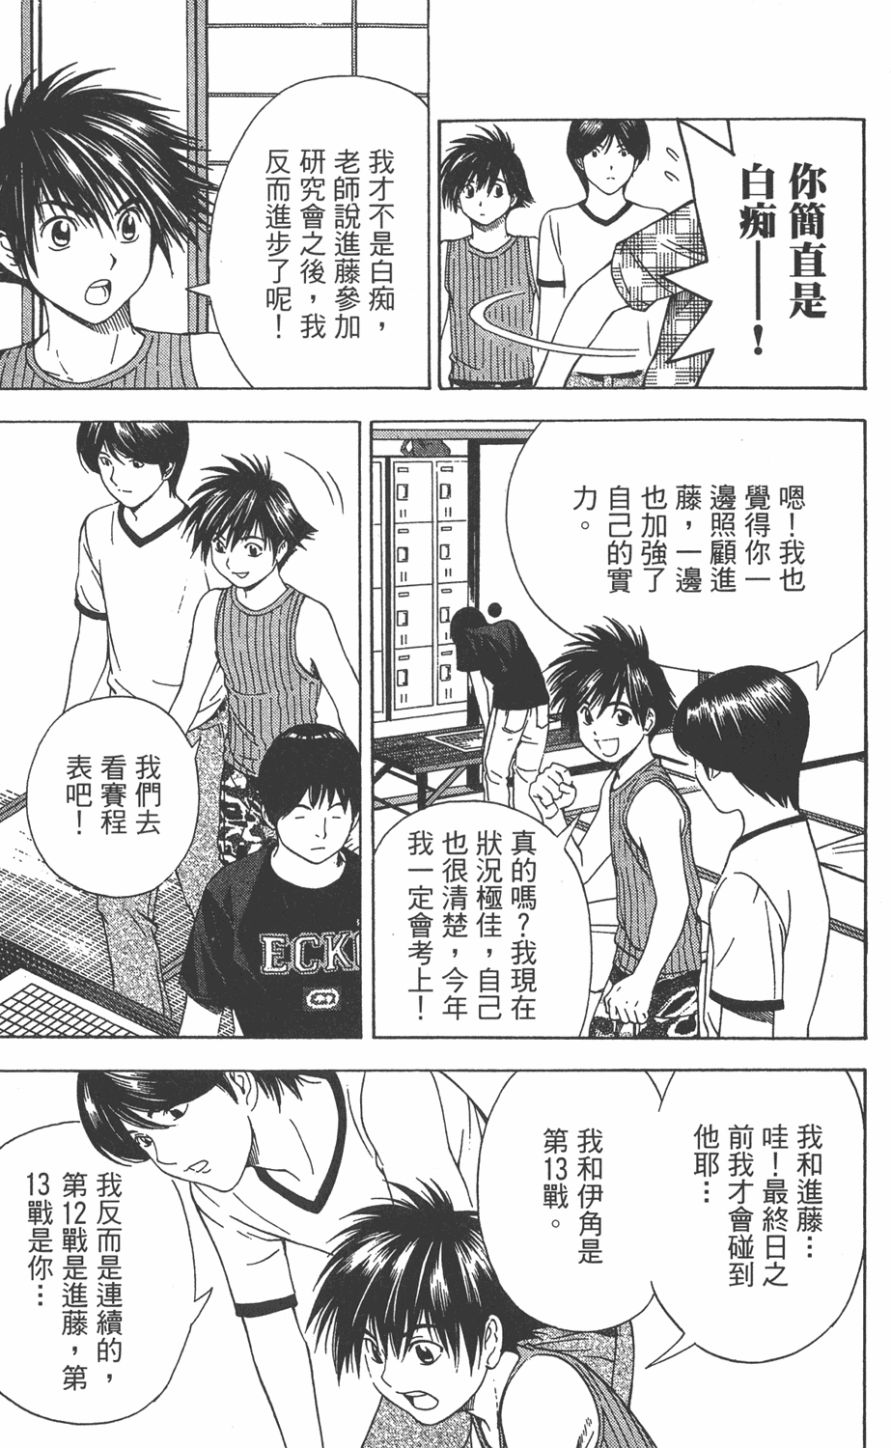 你簡直是
白痴——！
我才不是白痴，
老師說進藤參加
研究會之後，我
反而進步了呢！
嗯！我也
覺得你一
邊照顧進
藤，一邊
也加強了
自己的實
力。
真的嗎？我現在
狀況極佳，自己
也很清楚，今年
我一定會考上！
我們去
看賽程
表吧！
ECK
我和進藤…
哇！最終日之
前我才會碰到
他耶…
我和伊角是
第13戰。
我反而是連續的，
第12戰是進藤，第
13戰是你…